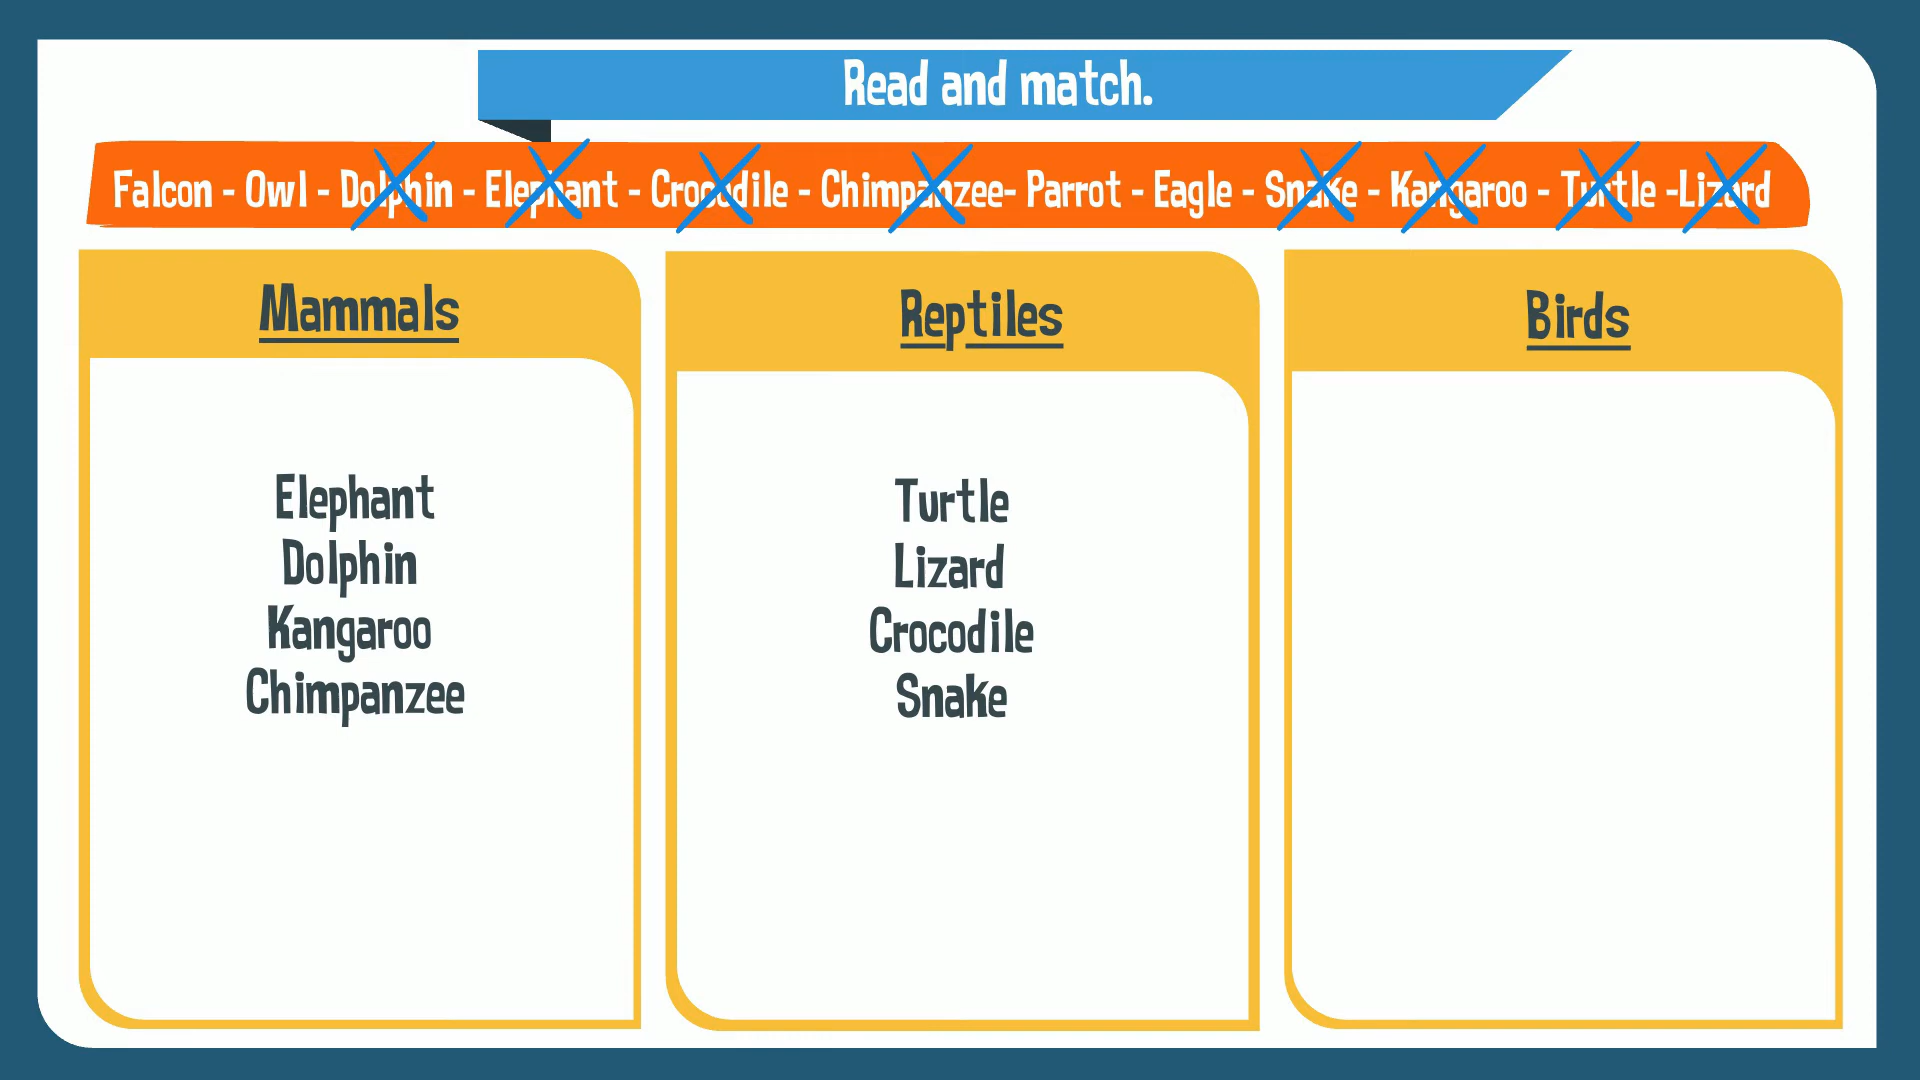 Read and match.
Falcon - Owl - Dolphin - Elephant - Crocodile - Chimpanzee- Parrot - Eagle - Snake - Kangaroo - Turtle -Lizard
Mammals
Elephant
Dolphin
Kangaroo
Chimpanzee
Reptiles
Turtle
Lizard
Crocodile
Snake
Birds